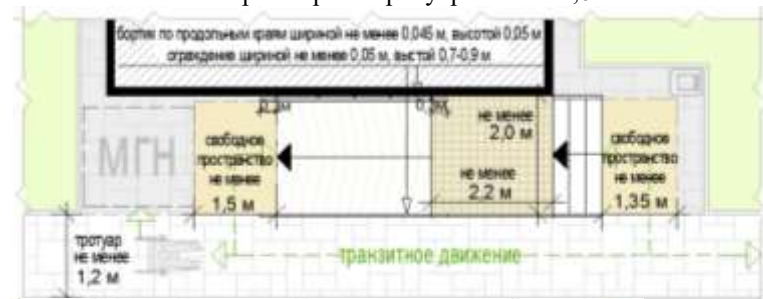 бортик по продольным краям шириной не менее 0,045 м, высотой 0,05 м
ограждение шириной не менее 0,05 м, выстой 0,7-0,9 м
МГН
свободное
пространство
не менее
1,5 м
не менее
2,0 м
не менее
2,2 м
свободное
пространство
не менее
1,35 м
тротуар
не менее
1,2 м
транзитное движение